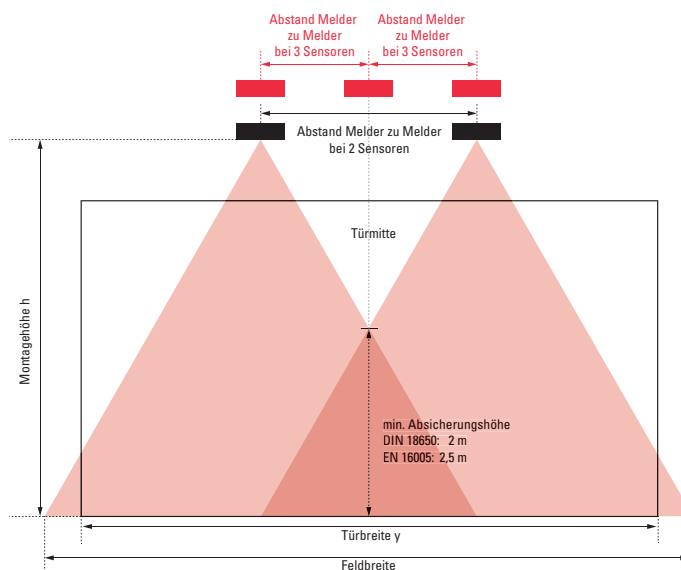 Abstand Melder
zu Melder
bei 3 Sensoren
Abstand Melder
zu Melder
bei 3 Sensoren
Abstand Melder zu Melder
bei 2 Sensoren
Türmitte
Montagehöhe h
min. Absicherungshöhe
DIN 18650: 2 m
EN 16005: 2,5 m
Türbreite y
Feldbreite